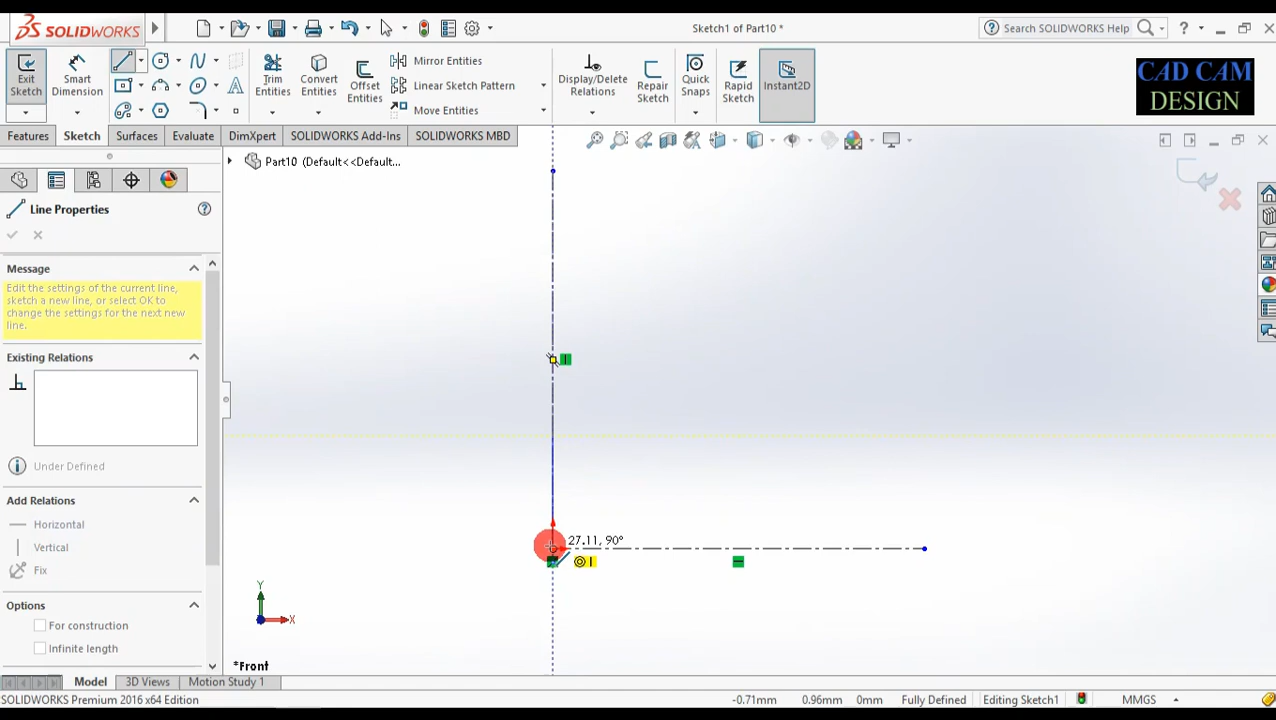 SOLIDWORKS
Sketch1 of Part10 *
Search SOLIDWORKS Help
?
Exit Sketch
Smart Dimension
Trim Entities
Convert Entities
Offset Entities
Mirror Entities
Linear Sketch Pattern
Move Entities
Display/Delete Relations
Repair Sketch
Quick Snaps
Rapid Sketch
Instant2D
CAD CAM
DESIGN
Features
Sketch
Surfaces
Evaluate
DimXpert
SOLIDWORKS Add-Ins
SOLIDWORKS MBD
Part10 (Default<<Default...
Line Properties
?
Message
Edit the settings of the current line,
sketch a new line, or select OK to
change the settings for the next new
line.
Existing Relations
Under Defined
Add Relations
Horizontal
Vertical
Fix
Options
For construction
Infinite length
27.11, 90°
Y
X
*Front
Model
3D Views
Motion Study 1
SOLIDWORKS Premium 2016 x64 Edition
-0.71mm
0.96mm
0mm
Fully Defined
Editing Sketch1
MMGS